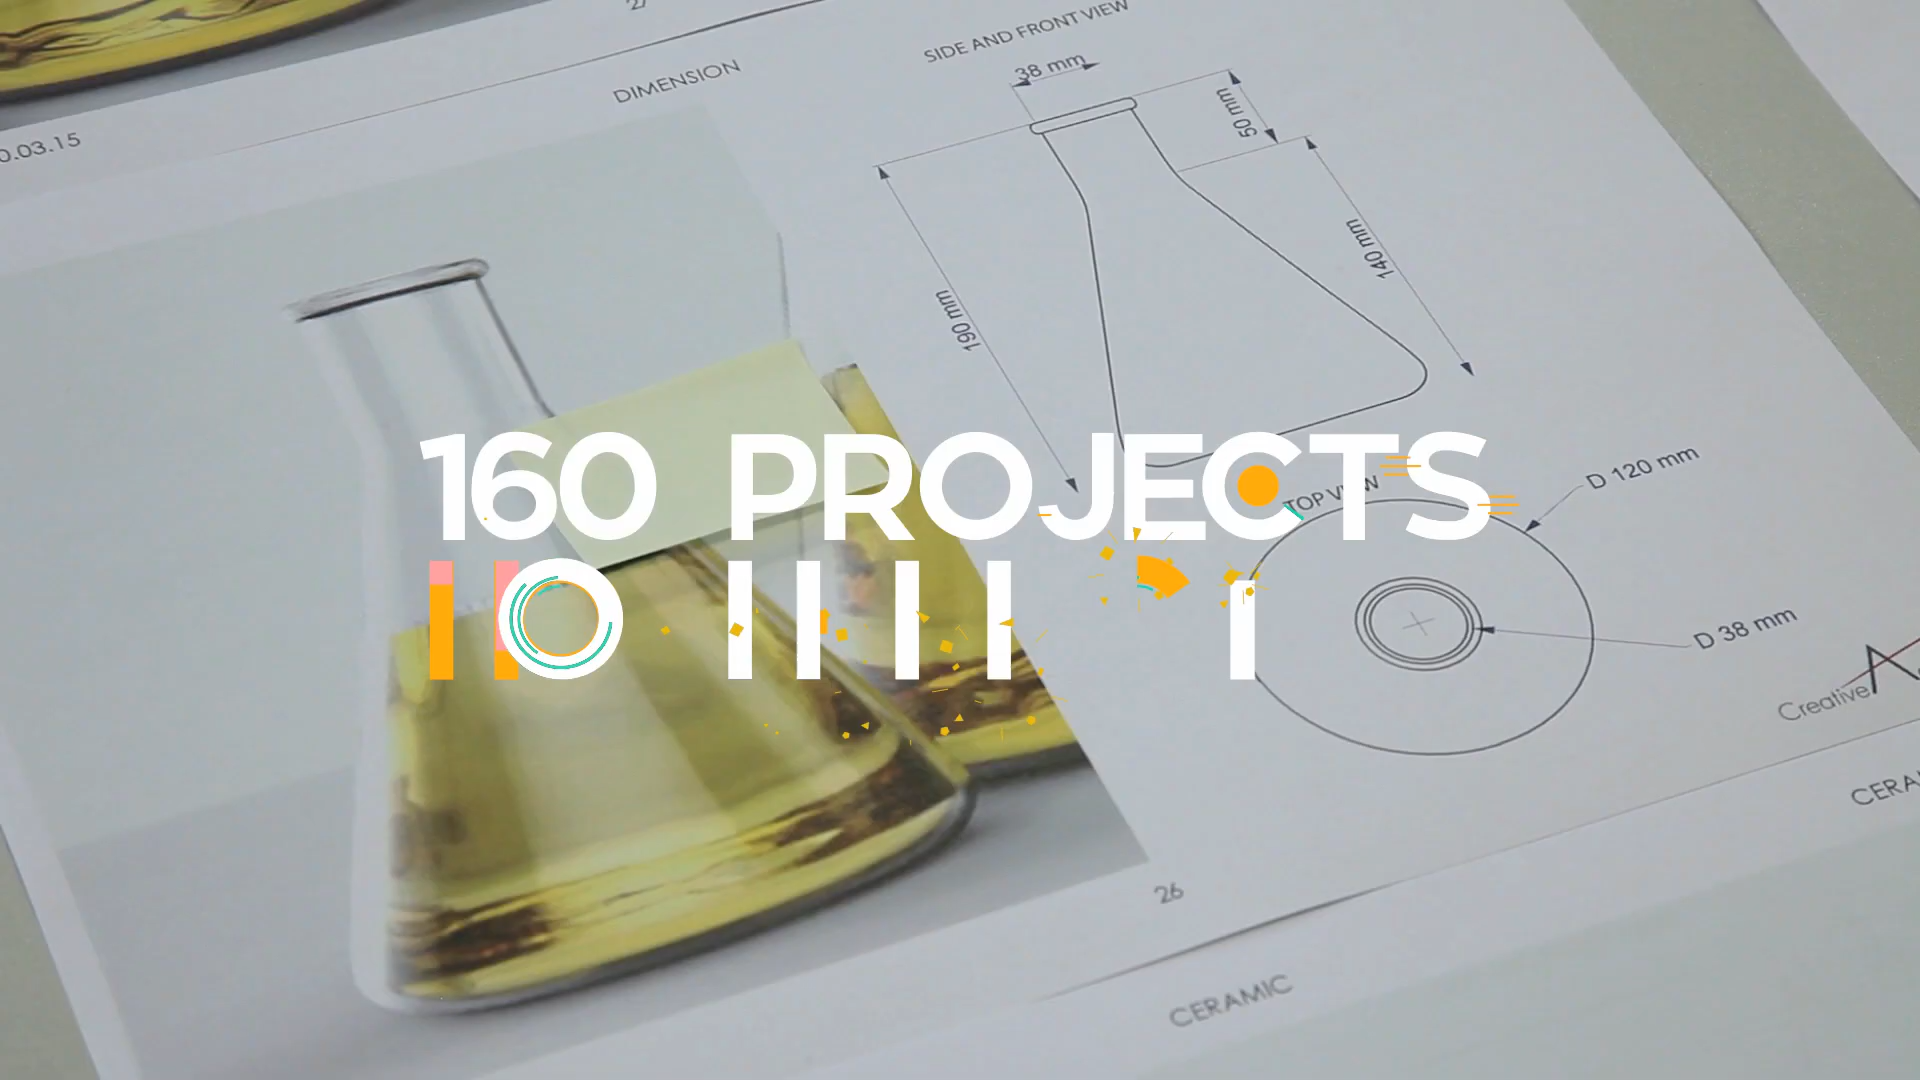 DIMENSION
SIDE AND FRONT VIEW
38 mm
50 mm
0.03.15
140 mm
190 mm
160 PROJECTS
D 120 mm
D 38 mm
Creative
26
CERAMIC